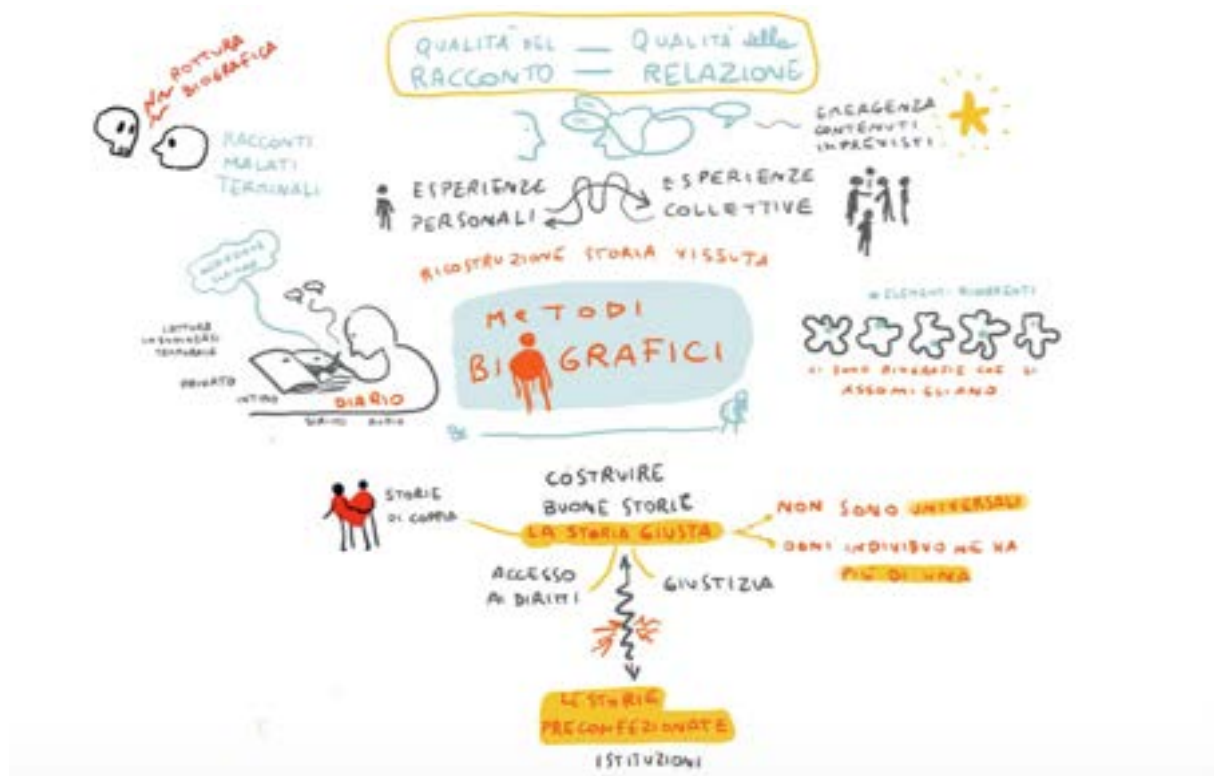 QUALITÀ DEL = QUALITÀ della
RACCONTO RELAZIONE
ROTTURA
BIOGRAFICA
RACCONTI
MALATI
TERMINALI
EMERGENZA
CONTENUTI
IMPREVISTI
ESPERIENZE
PERSONALI
ESPERIENZE
COLLETTIVE
RICOSTRUZIONE STORIA VISSUTA
METODI
BIOGRAFICI
LETTURA
TEMPORALE
PRIVATO
INTIMO
DIARIO
AUDIO
ELEMENTI RICORRENTI
CI SONO BIOGRAFIE CHE SI
ASSOMIGLIANO
STORIE
DI COPPIA
COSTRUIRE
BUONE STORIE
LA STORIA GIUSTA
NON SONO UNIVERSALI
OGNI INDIVIDUO NE HA
PIÙ DI UNA
ACCESSO
AI DIRITTI
GIUSTIZIA
LE STORIE
PRECONFEZIONATE
ISTITUZIONI